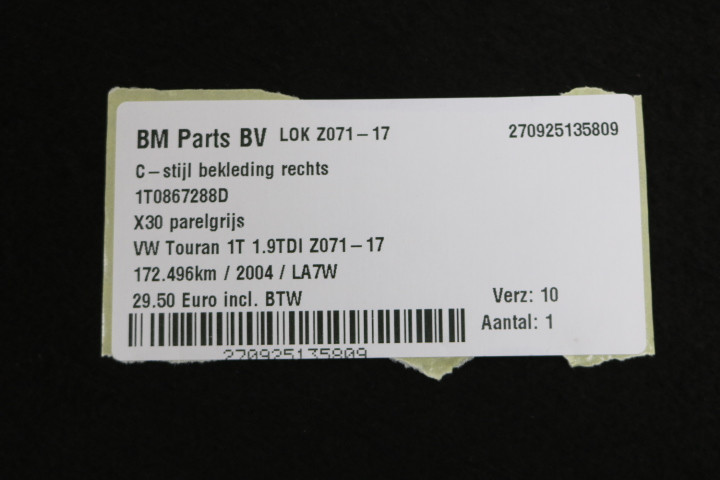 BM Parts BV LOK Z071-17 270925135809
C-stijl bekleding rechts
1T0867288D
X30 parelgrijs
VW Touran 1T 1.9TDI Z071-17
172.496km / 2004 / LA7W
29.50 Euro incl. BTW Verz: 10
Aantal: 1
270925135809